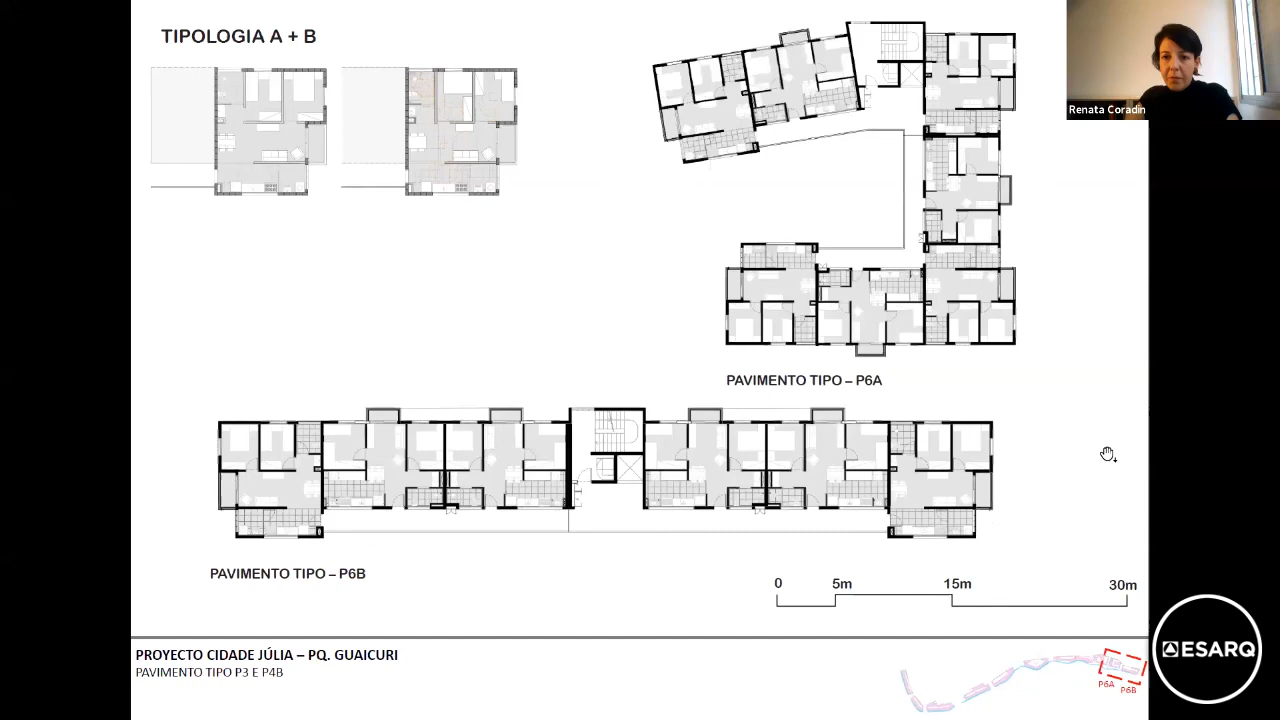 TIPOLOGIA A + B
Renata Coradin
PAVIMENTO TIPO – P6A
PAVIMENTO TIPO – P6B
0 5m 15m 30m
PROYECTO CIDADE JÚLIA – PQ. GUAICURI
PAVIMENTO TIPO P3 E P4B
P6A
P6B
ESARQ